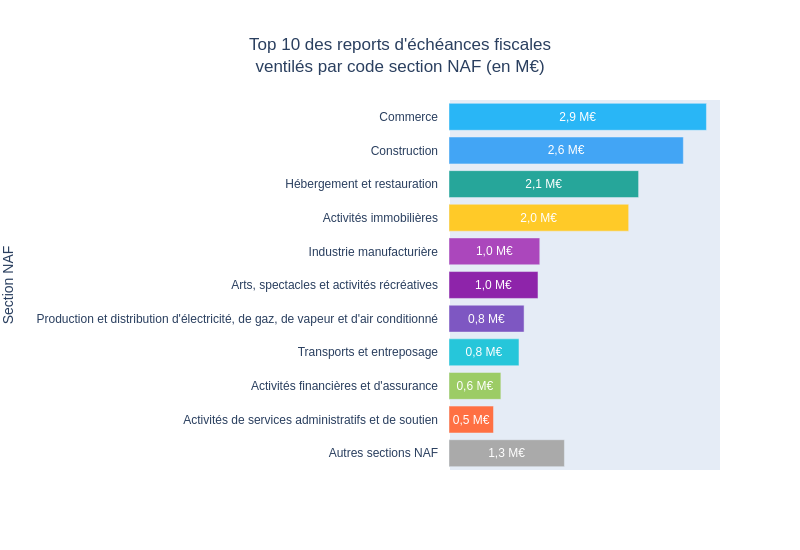 Top 10 des reports d'échéances fiscales
ventilés par code section NAF (en M€)
Section NAF
Commerce 2,9 M€
Construction 2,6 M€
Hébergement et restauration 2,1 M€
Activités immobilières 2,0 M€
Industrie manufacturière 1,0 M€
Arts, spectacles et activités récréatives 1,0 M€
Production et distribution d'électricité, de gaz, de vapeur et d'air conditionné 0,8 M€
Transports et entreposage 0,8 M€
Activités financières et d'assurance 0,6 M€
Activités de services administratifs et de soutien 0,5 M€
Autres sections NAF 1,3 M€